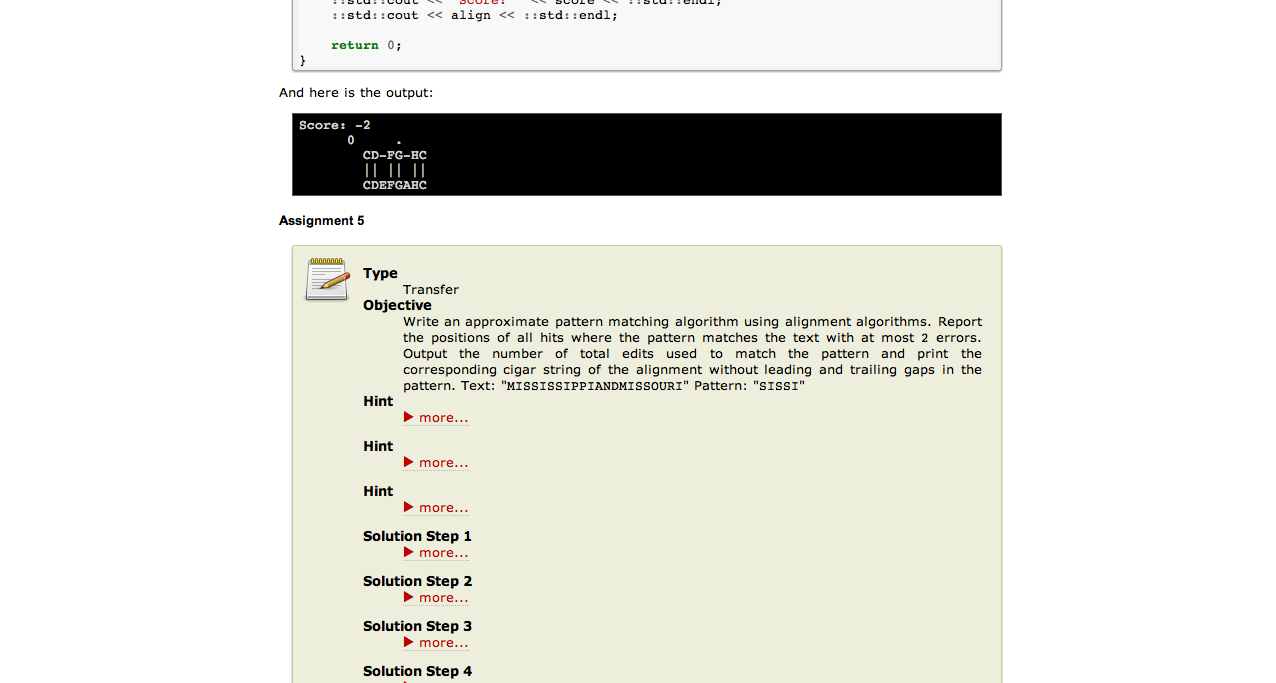 ::std::cout << "Score: " << score << ::std::endl;
::std::cout << align << ::std::endl;
return 0;
}
And here is the output:
Score: -2
0     .
CD-FG-HC
|| || ||
CDEFGAHC
Assignment 5
Type
Transfer
Objective
Write an approximate pattern matching algorithm using alignment algorithms. Report
the positions of all hits where the pattern matches the text with at most 2 errors.
Output the number of total edits used to match the pattern and print the
corresponding cigar string of the alignment without leading and trailing gaps in the
pattern. Text: "MISSISSIPPIANDMISSOURI" Pattern: "SISSI"
Hint
more...
Hint
more...
Hint
more...
Solution Step 1
more...
Solution Step 2
more...
Solution Step 3
more...
Solution Step 4